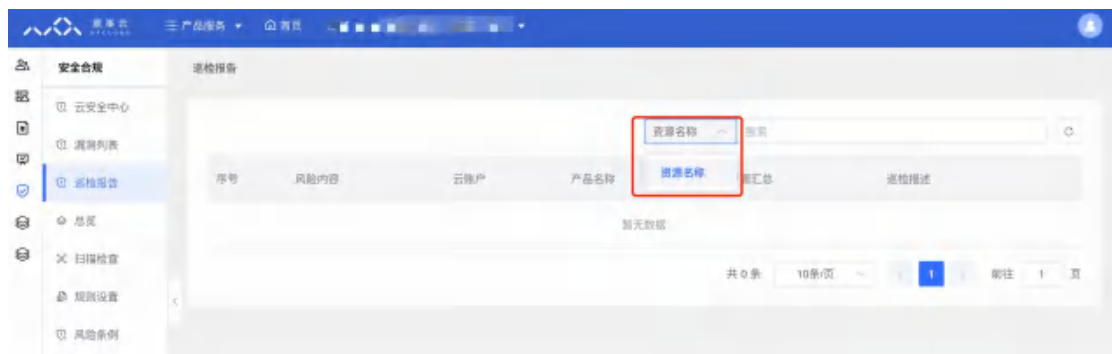 产品服务 首页
安全合规 巡检报告
云安全中心
漏洞列表
资源名称 搜索
巡检报告
序号 风险内容 云账户 产品名称 资源名称 汇总 巡检描述
总览
暂无数据
扫描检查
共 0 条 10条/页 1 前往 1 页
规则设置
风险条例